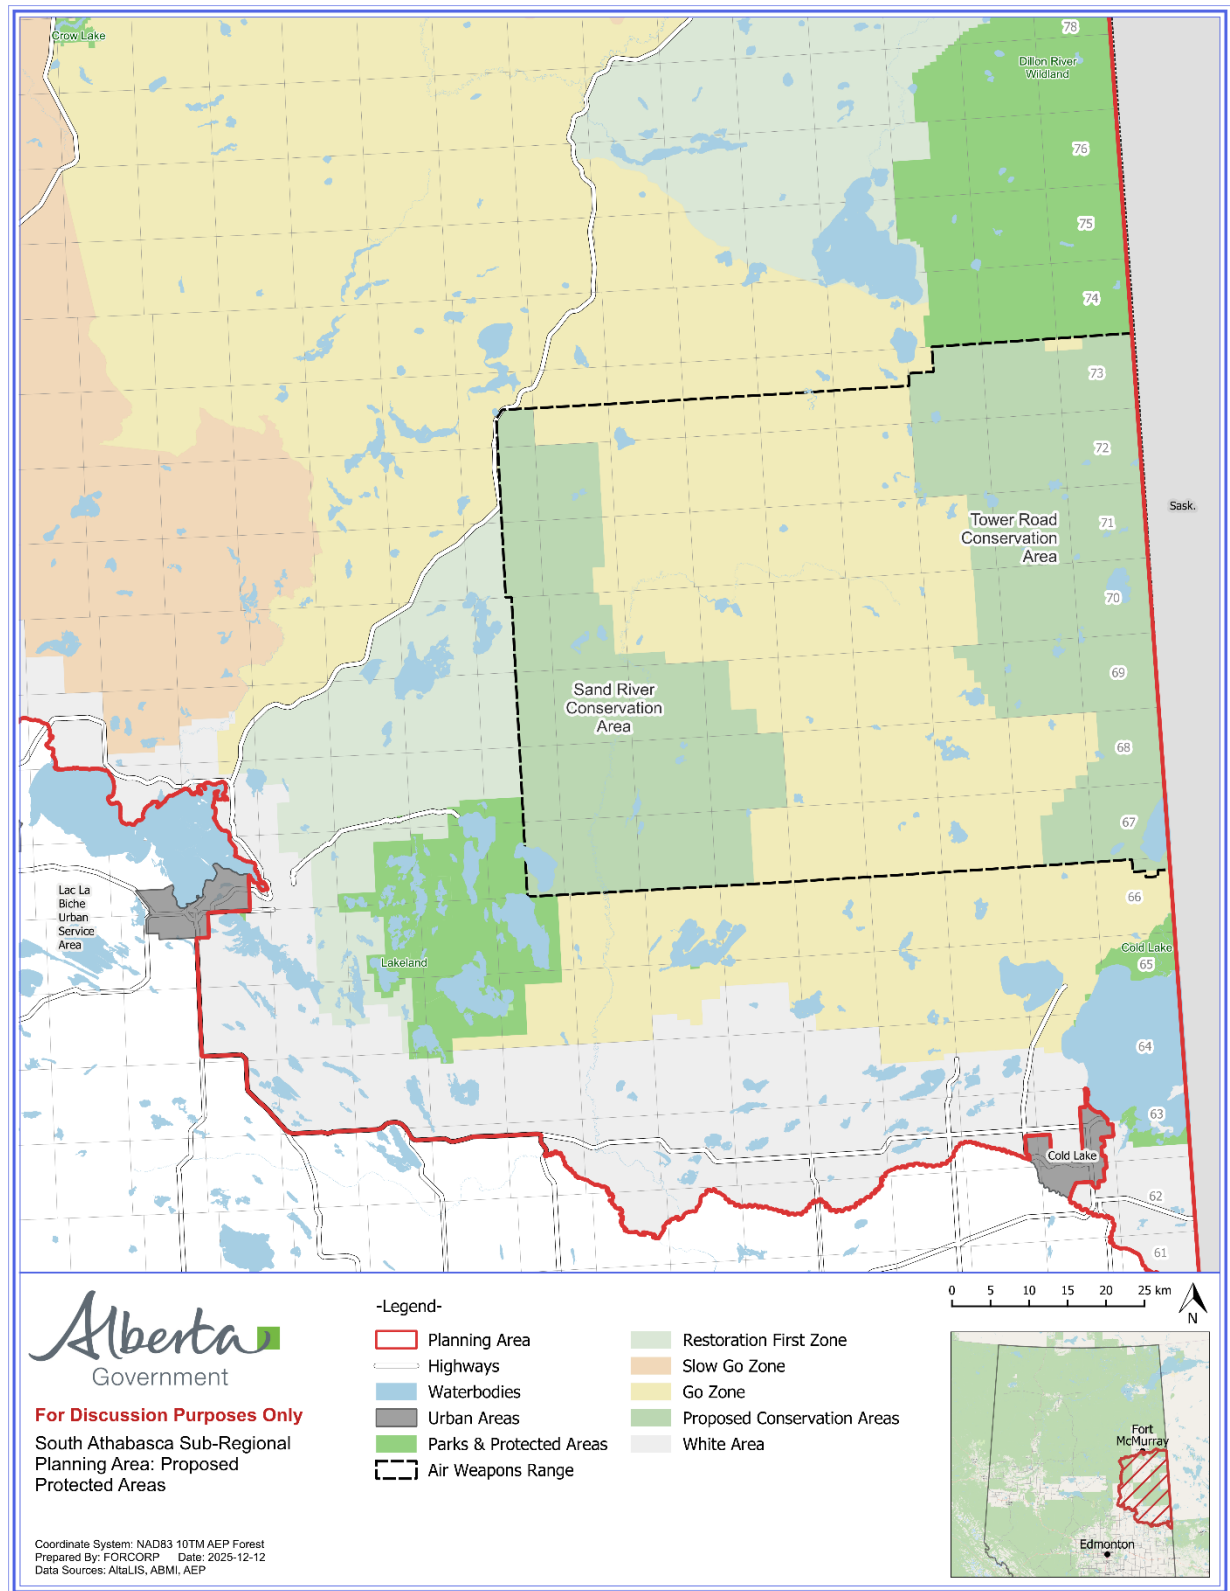 Crow Lake
78
Dillon River
Wildland
76
75
74
73
72
Sask.
Tower Road
Conservation
Area
71
70
69
Sand River
Conservation
Area
68
67
Lac La
Biche
Urban
Service
Area
66
Cold Lake
65
Lakeland
64
63
Cold Lake
62
61
Alberta
Government
For Discussion Purposes Only
South Athabasca Sub-Regional
Planning Area: Proposed
Protected Areas
Coordinate System: NAD83 10TM AEP Forest
Prepared By: FORCORP Date: 2025-12-12
Data Sources: AltaLIS, ABMI, AEP
-Legend-
Planning Area
Highways
Waterbodies
Urban Areas
Parks & Protected Areas
Air Weapons Range
Restoration First Zone
Slow Go Zone
Go Zone
Proposed Conservation Areas
White Area
0 5 10 15 20 25 km
N
Fort
McMurray
Edmonton